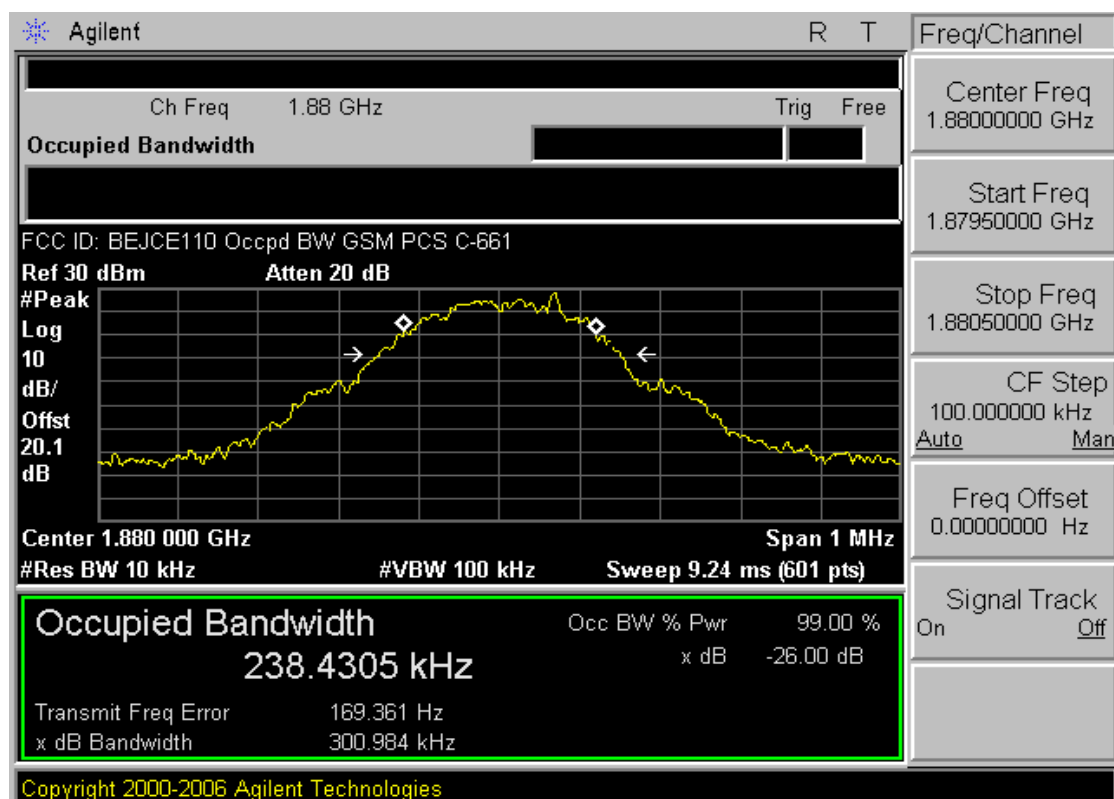 Agilent R T
Ch Freq 1.88 GHz Trig Free
Occupied Bandwidth
FCC ID: BEJCE110 Occpd BW GSM PCS C-661
Ref 30 dBm Atten 20 dB
#Peak
Log
10
dB/
Offst
20.1
dB
Center 1.880 000 GHz Span 1 MHz
#Res BW 10 kHz #VBW 100 kHz Sweep 9.24 ms (601 pts)
Occupied Bandwidth Occ BW % Pwr 99.00 %
238.4305 kHz x dB -26.00 dB
Transmit Freq Error 169.361 Hz
x dB Bandwidth 300.984 kHz
Copyright 2000-2006 Agilent Technologies
Freq/Channel
Center Freq
1.88000000 GHz
Start Freq
1.87950000 GHz
Stop Freq
1.88050000 GHz
CF Step
100.000000 kHz
Auto Man
Freq Offset
0.00000000 Hz
Signal Track
On Off